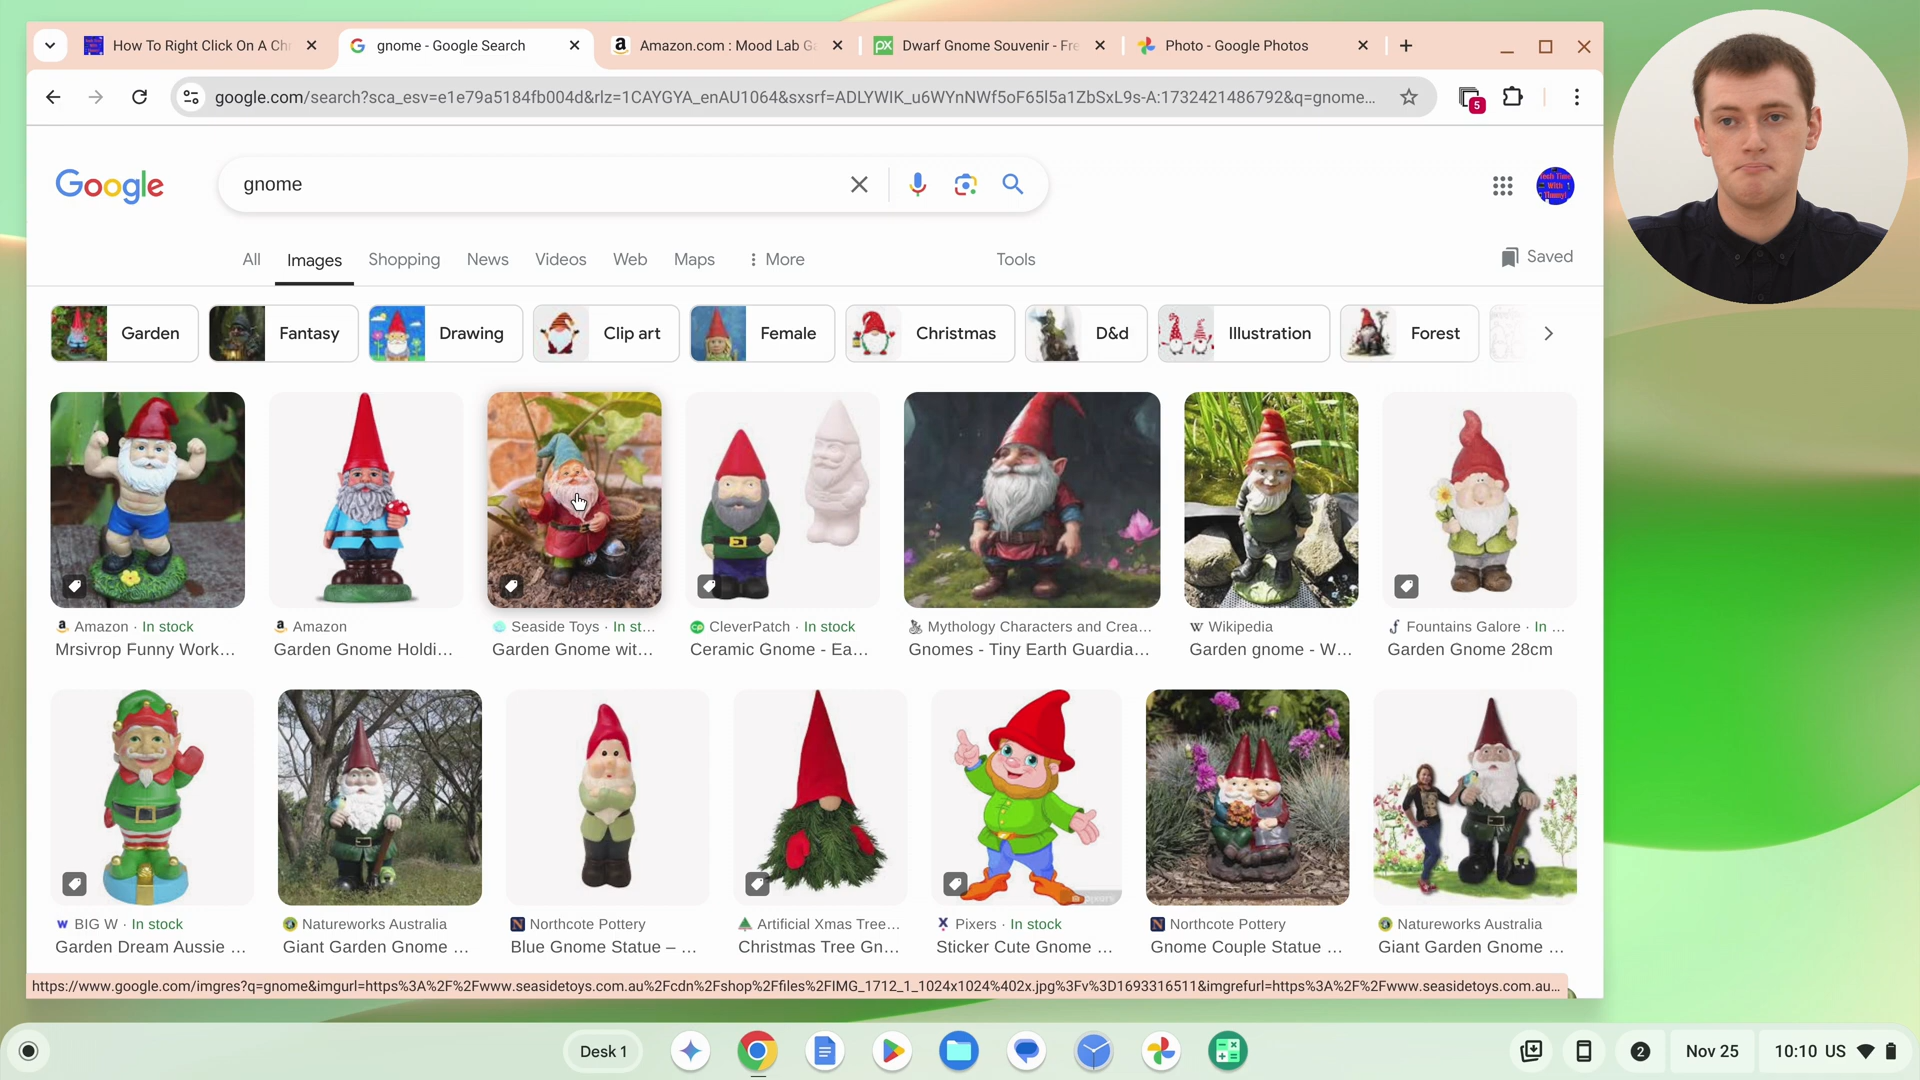 How To Right Click On A Ch
gnome - Google Search
Amazon.com : Mood Lab Ga
Dwarf Gnome Souvenir - Fre
Photo - Google Photos
google.com/search?sca_esv=e1e79a5184fb004d&rlz=1CAYGYA_enAU1064&sxsrf=ADLYWIK_u6WYnNWf5oF65l5a1ZbSxL9s-A:1732421486792&q=gnome...
5
Google
gnome
Tech Time With Timmy!
All
Images
Shopping
News
Videos
Web
Maps
More
Tools
Saved
Garden
Fantasy
Drawing
Clip art
Female
Christmas
D&d
Illustration
Forest
Amazon · In stock
Mrsivrop Funny Work...
Amazon
Garden Gnome Holdi...
Seaside Toys · In st...
Garden Gnome wit...
CleverPatch · In stock
Ceramic Gnome - Ea...
Mythology Characters and Crea...
Gnomes - Tiny Earth Guardia...
Wikipedia
Garden gnome - W...
Fountains Galore · In ...
Garden Gnome 28cm
BIG W · In stock
Garden Dream Aussie ...
Natureworks Australia
Giant Garden Gnome ...
Northcote Pottery
Blue Gnome Statue – ...
Artificial Xmas Tree...
Christmas Tree Gn...
pixers
Pixers · In stock
Sticker Cute Gnome ...
Northcote Pottery
Gnome Couple Statue ...
Natureworks Australia
Giant Garden Gnome ...
https://www.google.com/imgres?q=gnome&imgurl=https%3A%2F%2Fwww.seasidetoys.com.au%2Fcdn%2Fshop%2Ffiles%2FIMG_1712_1_1024x1024%402x.jpg%3Fv%3D1693316511&imgrefurl=https%3A%2F%2Fwww.seasidetoys.com.au...
Desk 1
2
Nov 25
10:10 US